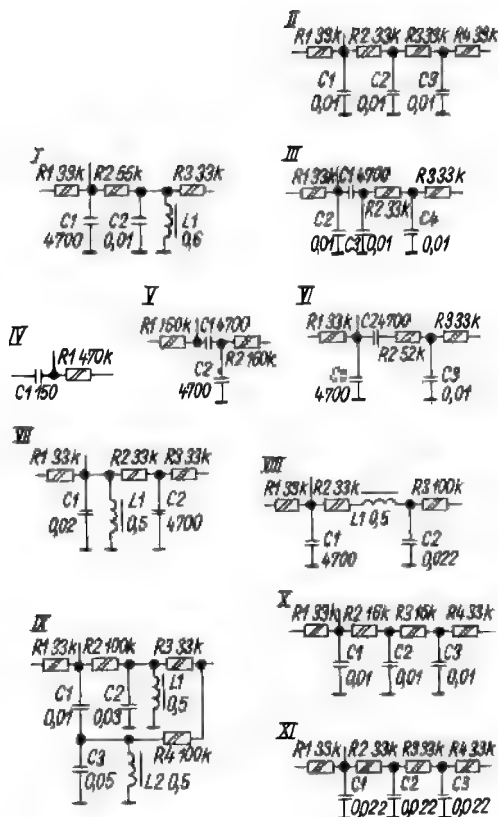 II
R1 33k R2 33k R3 33k R4 33k
C1 C2 C3
0,01 0,01 0,01
I
R1 33k R2 56k R3 33k
C1 C2 L1
4700 0,01 0,6
III
R1 33k C1 4700 R3 33k
R2 33k
C2 C3 C4
0,01 0,01 0,01
IV
R1 470k
C1 150
V
R1 160k C1 4700
R2 160k
C2
4700
VI
R1 33k C2 4700 R3 33k
R2 52k
C3
4700 0,01
VII
R1 33k R2 33k R3 33k
C1 L1 C2
0,02 0,5 4700
VIII
R1 33k R2 33k R3 100k
L1 0,5
C1 C2
4700 0,022
IX
R1 33k R2 100k R3 33k
C1 C2 L1
0,01 0,03 0,5
R4 100k
C3
0,05 L2 0,5
X
R1 33k R2 16k R3 16k R4 33k
C1 C2 C3
0,01 0,01 0,01
XI
R1 33k R2 33k R3 33k R4 33k
C1 C2 C3
0,022 0,022 0,022